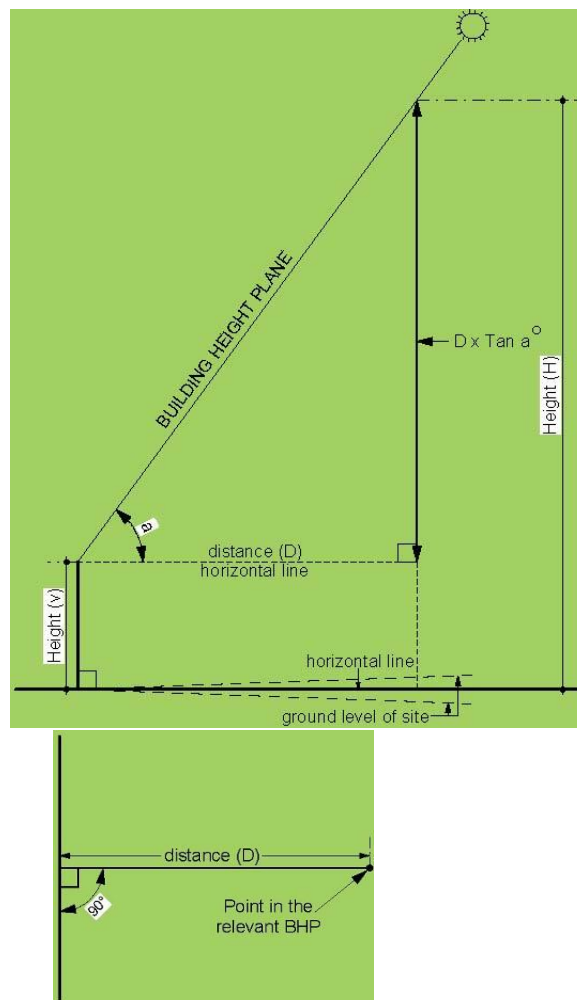 BUILDING HEIGHT PLANE
D x Tan a°
Height (H)
a
distance (D)
horizontal line
Height (v)
horizontal line
ground level of site
distance (D)
90°
Point in the
relevant BHP